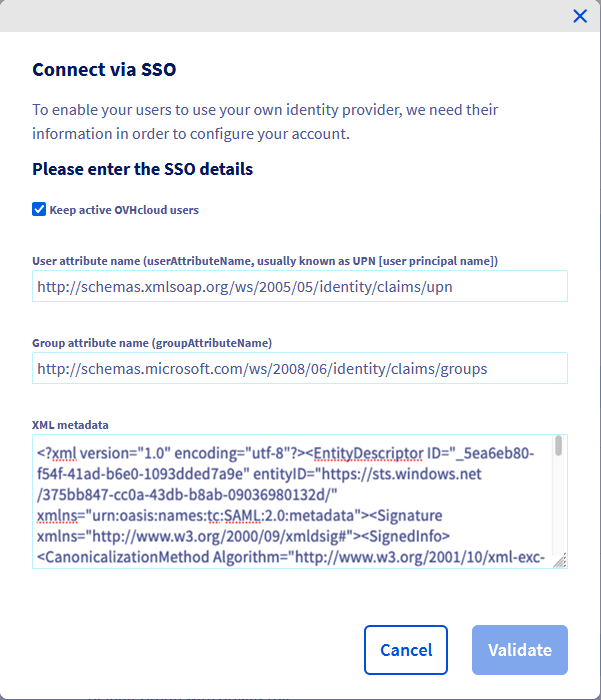 Connect via SSO
To enable your users to use your own identity provider, we need their
information in order to configure your account.
Please enter the SSO details
Keep active OVHcloud users
User attribute name (userAttributeName, usually known as UPN [user principal name])
http://schemas.xmlsoap.org/ws/2005/05/identity/claims/upn
Group attribute name (groupAttributeName)
http://schemas.microsoft.com/ws/2008/06/identity/claims/groups
XML metadata
<?xml version="1.0" encoding="utf-8"?><EntityDescriptor ID="_5ea6eb80-
f54f-41ad-b6e0-1093dded7a9e" entityID="https://sts.windows.net
/375bb847-cc0a-43db-b8ab-09036980132d/"
xmlns="urn:oasis:names:tc:SAML:2.0:metadata"><Signature
xmlns="http://www.w3.org/2000/09/xmldsig#"><SignedInfo>
<CanonicalizationMethod Algorithm="http://www.w3.org/2001/10/xml-exc-
Cancel
Validate